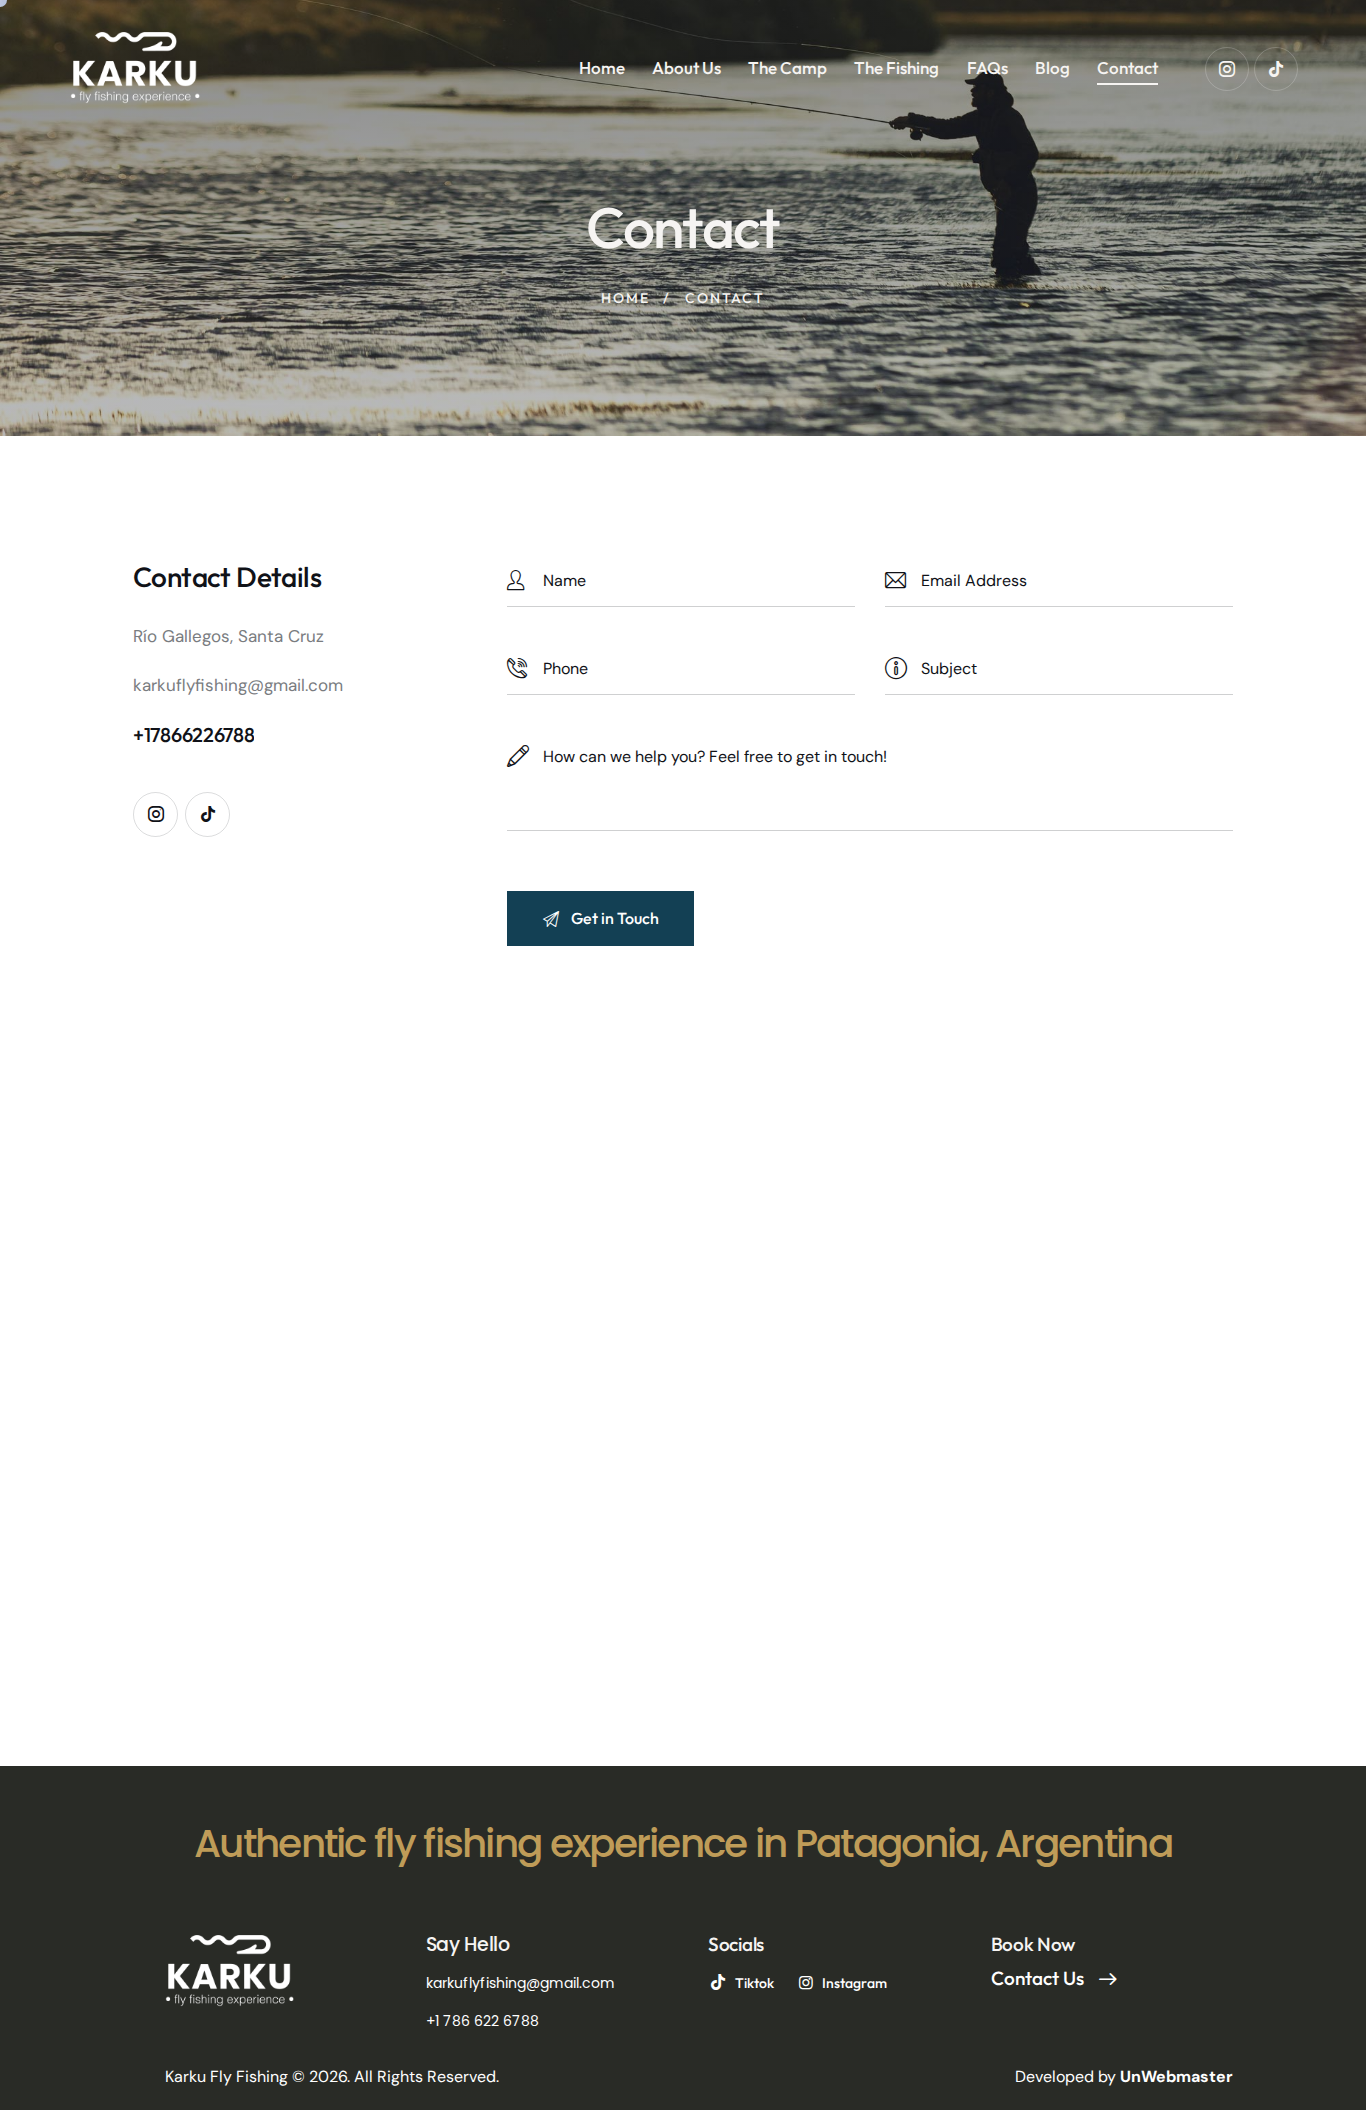 KARKU
fly fishing experience
Home About Us The Camp The Fishing FAQs Blog Contact
Contact
HOME / CONTACT
Contact Details
Río Gallegos, Santa Cruz
karkuflyfishing@gmail.com
+17866226788
Name
Email Address
Phone
Subject
How can we help you? Feel free to get in touch!
Get in Touch
Authentic fly fishing experience in Patagonia, Argentina
KARKU
fly fishing experience
Say Hello
karkuflyfishing@gmail.com
+1 786 622 6788
Socials
Tiktok Instagram
Book Now
Contact Us
Karku Fly Fishing © 2026. All Rights Reserved.
Developed by UnWebmaster